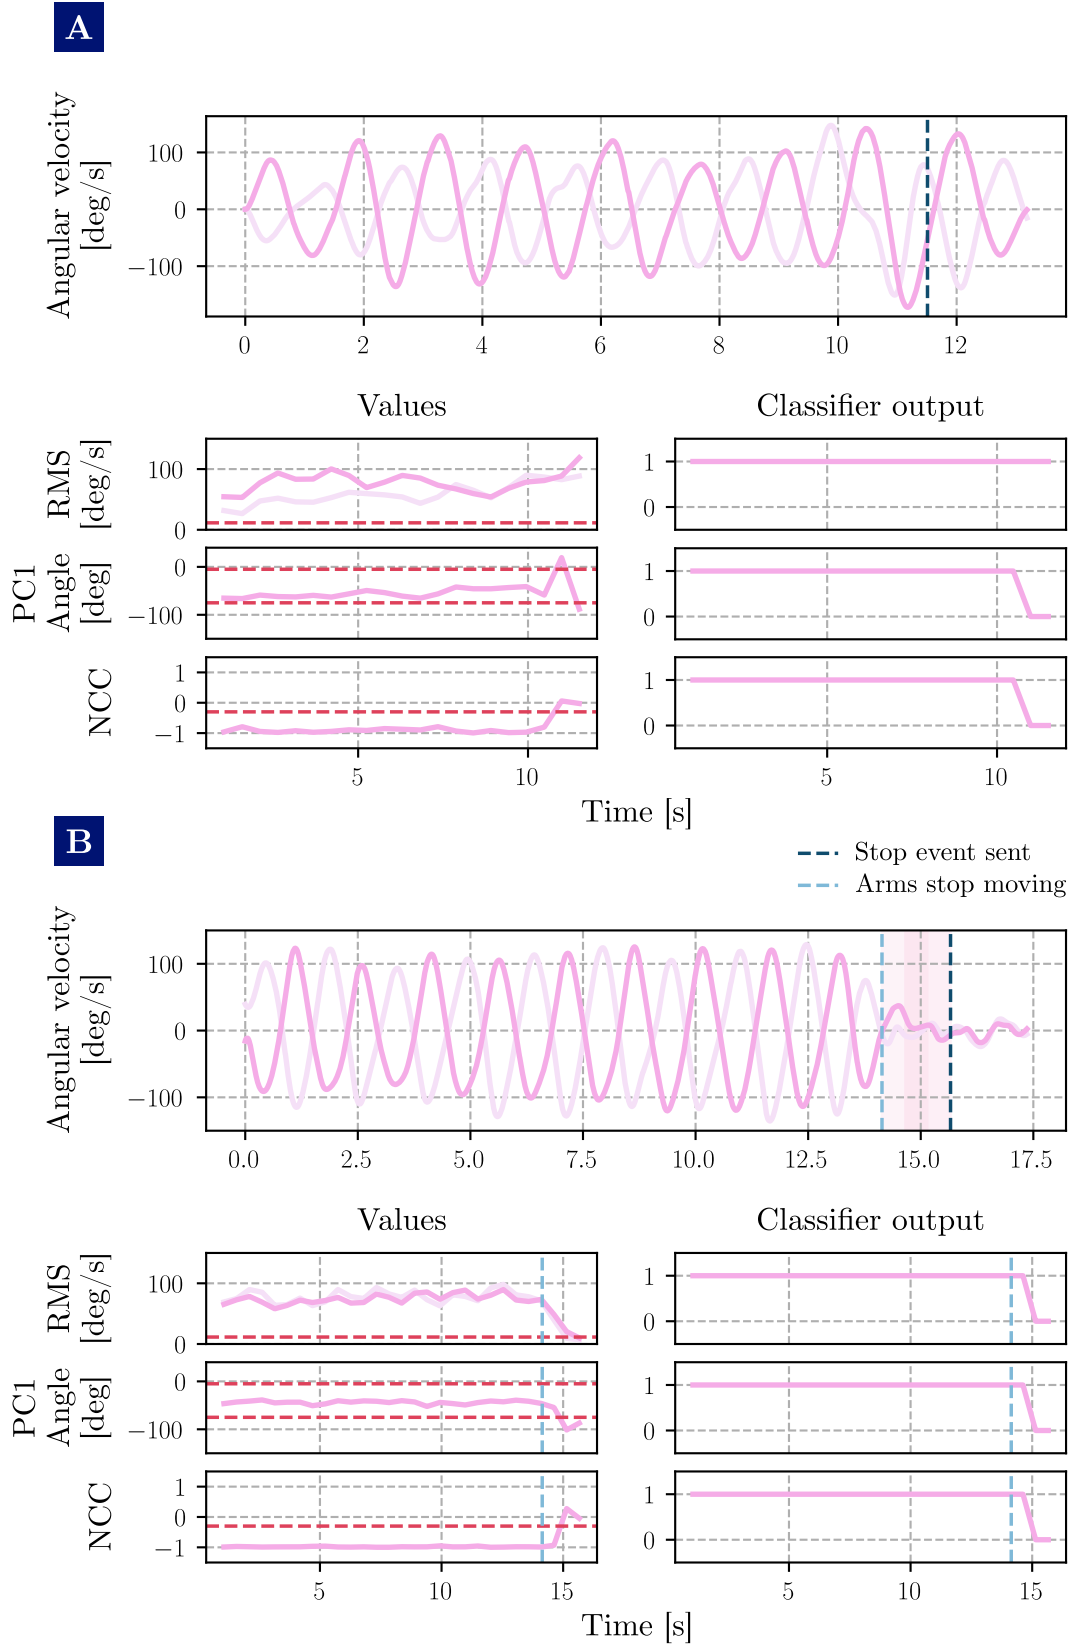 A
Angular velocity
[deg/s]
100
0
−100
0 2 4 6 8 10 12
Values
Classifier output
RMS
[deg/s]
100
0
1
0
PC1
Angle
[deg]
0
−100
1
0
NCC
1
0
−1
1
0
5 10
5 10
Time [s]
B
Stop event sent
Arms stop moving
Angular velocity
[deg/s]
100
0
−100
0.0 2.5 5.0 7.5 10.0 12.5 15.0 17.5
Values
Classifier output
RMS
[deg/s]
100
0
1
0
PC1
Angle
[deg]
0
−100
1
0
NCC
1
0
−1
1
0
5 10 15
5 10 15
Time [s]